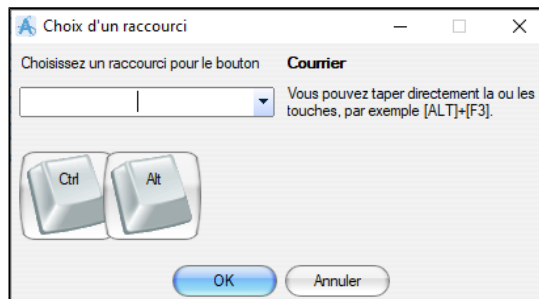 Choix d'un raccourci
Choisissez un raccourci pour le bouton
Courrier
Vous pouvez taper directement la ou les
touches, par exemple [ALT]+[F3].
Ctrl
Alt
OK
Annuler